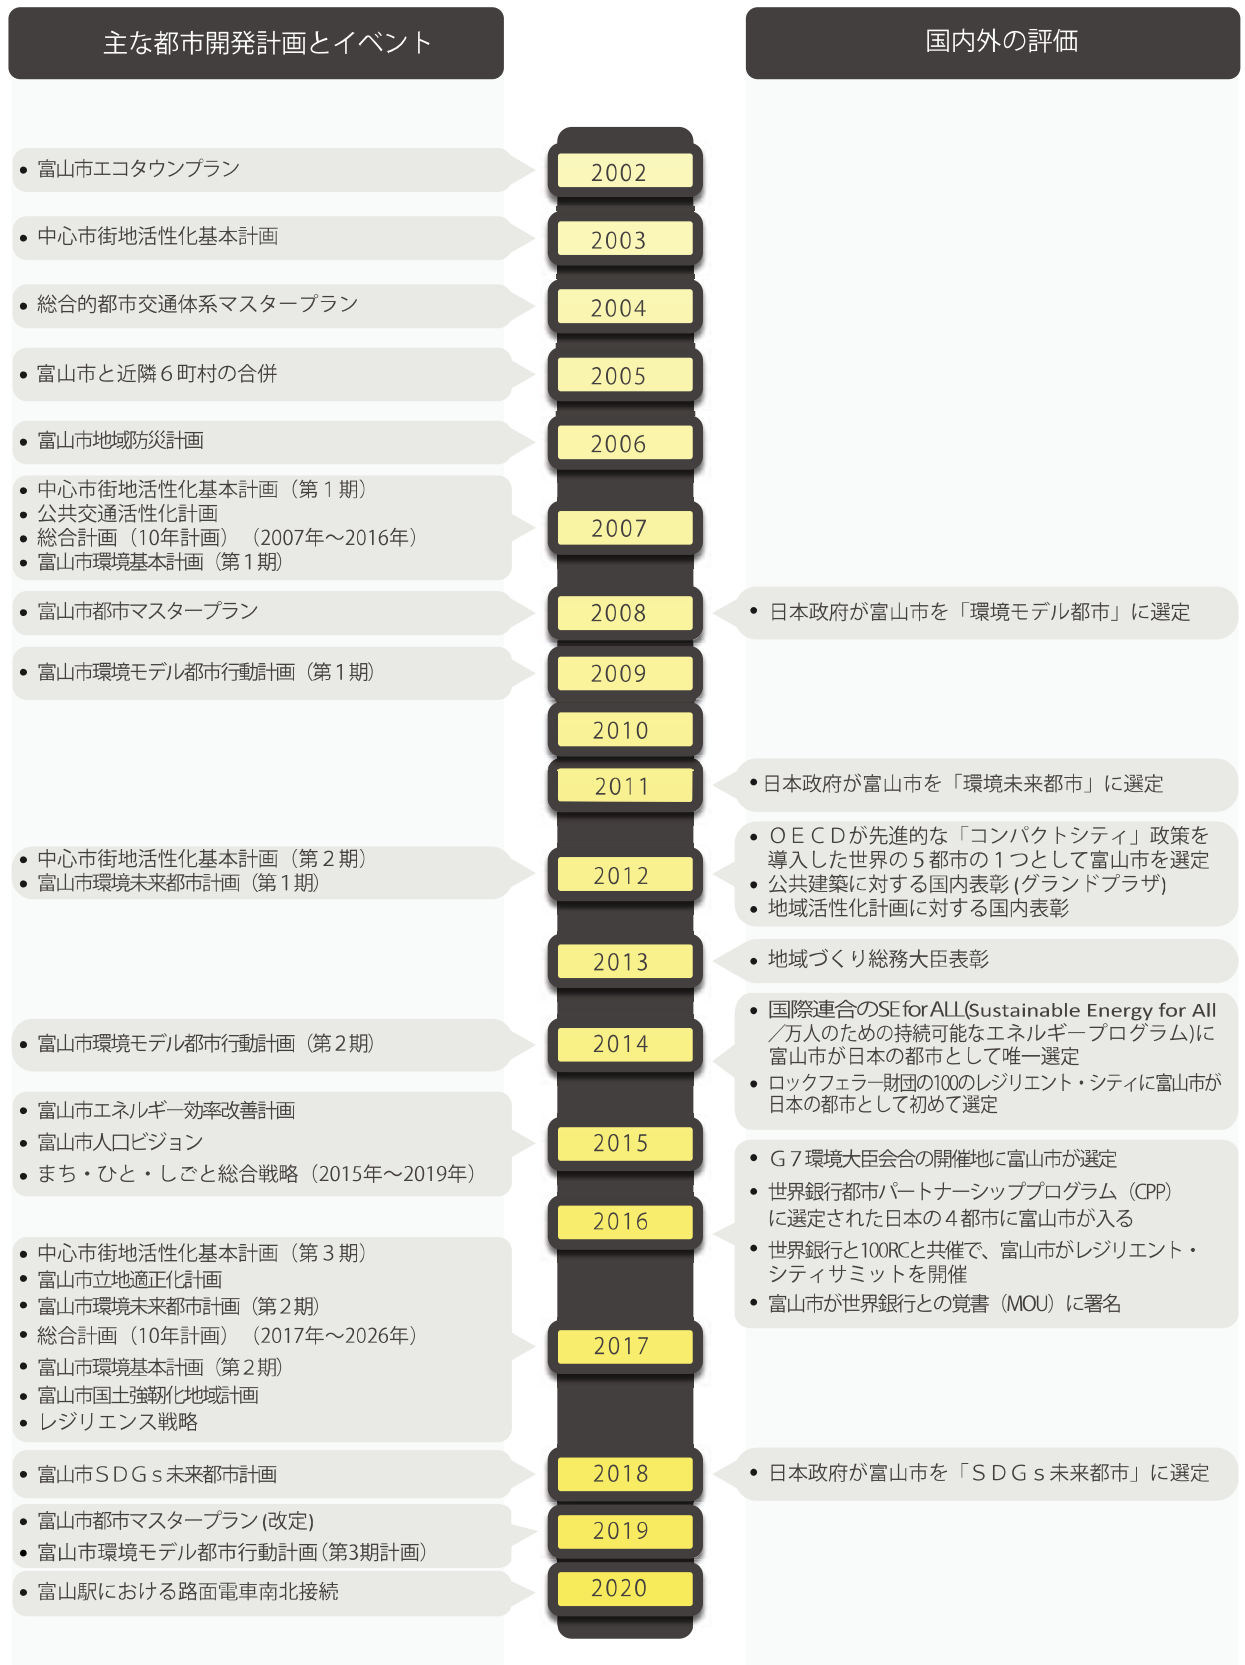 主な都市開発計画とイベント
国内外の評価
富山市エコタウンプラン
2002
中心市街地活性化基本計画
2003
総合的都市交通体系マスタープラン
2004
富山市と近隣６町村の合併
2005
富山市地域防災計画
2006
中心市街地活性化基本計画（第１期）
公共交通活性化計画
総合計画（10年計画）（2007年～2016年）
富山市環境基本計画（第１期）
2007
富山市都市マスタープラン
2008
日本政府が富山市を「環境モデル都市」に選定
富山市環境モデル都市行動計画（第１期）
2009
2010
2011
日本政府が富山市を「環境未来都市」に選定
中心市街地活性化基本計画（第２期）
富山市環境未来都市計画（第１期）
2012
ＯＥＣＤが先進的な「コンパクトシティ」政策を
導入した世界の５都市の１つとして富山市を選定
公共建築に対する国内表彰 (グランドプラザ)
地域活性化計画に対する国内表彰
2013
地域づくり総務大臣表彰
富山市環境モデル都市行動計画（第２期）
2014
国際連合のSE for ALL(Sustainable Energy for All
／万人のための持続可能なエネルギープログラム)に
富山市が日本の都市として唯一選定
ロックフェラー財団の100のレジリエント・シティに富山市が
日本の都市として初めて選定
富山市エネルギー効率改善計画
富山市人口ビジョン
まち・ひと・しごと総合戦略（2015年～2019年）
2015
2016
Ｇ７環境大臣会合の開催地に富山市が選定
世界銀行都市パートナーシッププログラム（CPP）
に選定された日本の４都市に富山市が入る
世界銀行と100RCと共催で、富山市がレジリエント・
シティサミットを開催
富山市が世界銀行との覚書（MOU）に署名
中心市街地活性化基本計画（第３期）
富山市立地適正化計画
富山市環境未来都市計画（第２期）
総合計画（10年計画）（2017年～2026年）
富山市環境基本計画（第２期）
富山市国土強靭化地域計画
レジリエンス戦略
2017
富山市ＳＤＧｓ未来都市計画
2018
日本政府が富山市を「ＳＤＧｓ未来都市」に選定
富山市都市マスタープラン (改定)
富山市環境モデル都市行動計画（第3期計画）
2019
富山駅における路面電車南北接続
2020